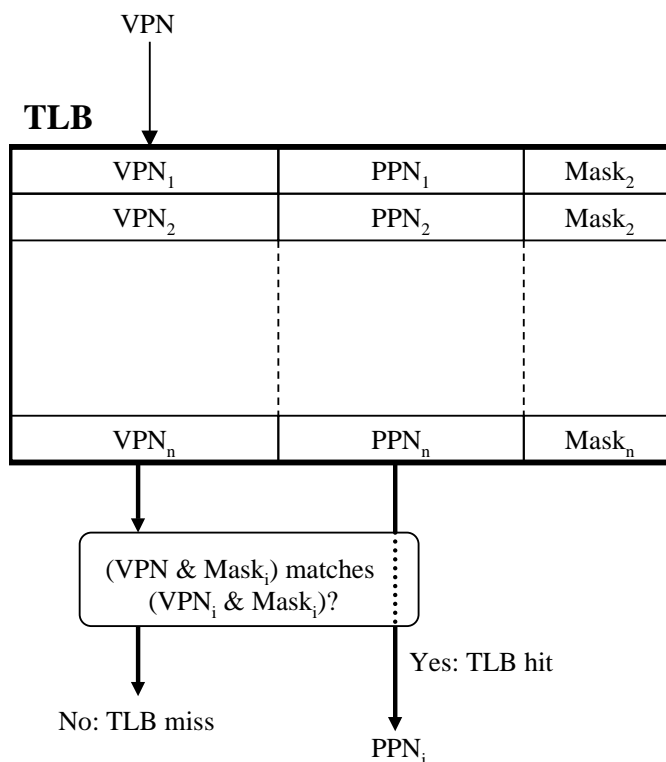 VPN
TLB
VPN₁ PPN₁ Mask₂
VPN₂ PPN₂ Mask₂
VPNₙ PPNₙ Maskₙ
(VPN & Maskᵢ) matches
(VPNᵢ & Maskᵢ)?
Yes: TLB hit
No: TLB miss
PPNᵢ